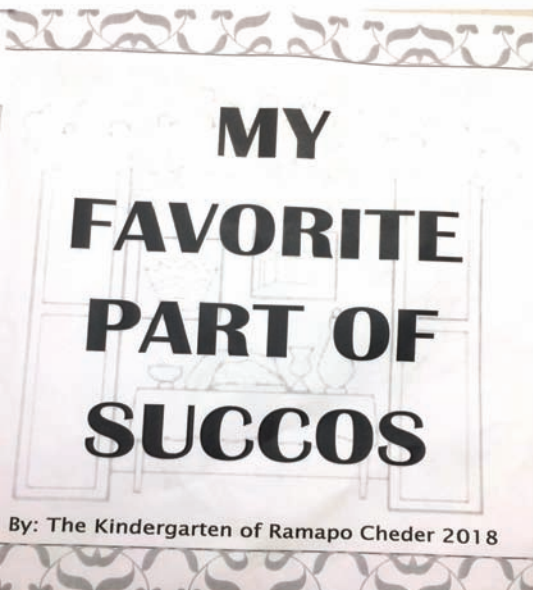 MY
FAVORITE
PART OF
SUCCOS
By: The Kindergarten of Ramapo Cheder 2018